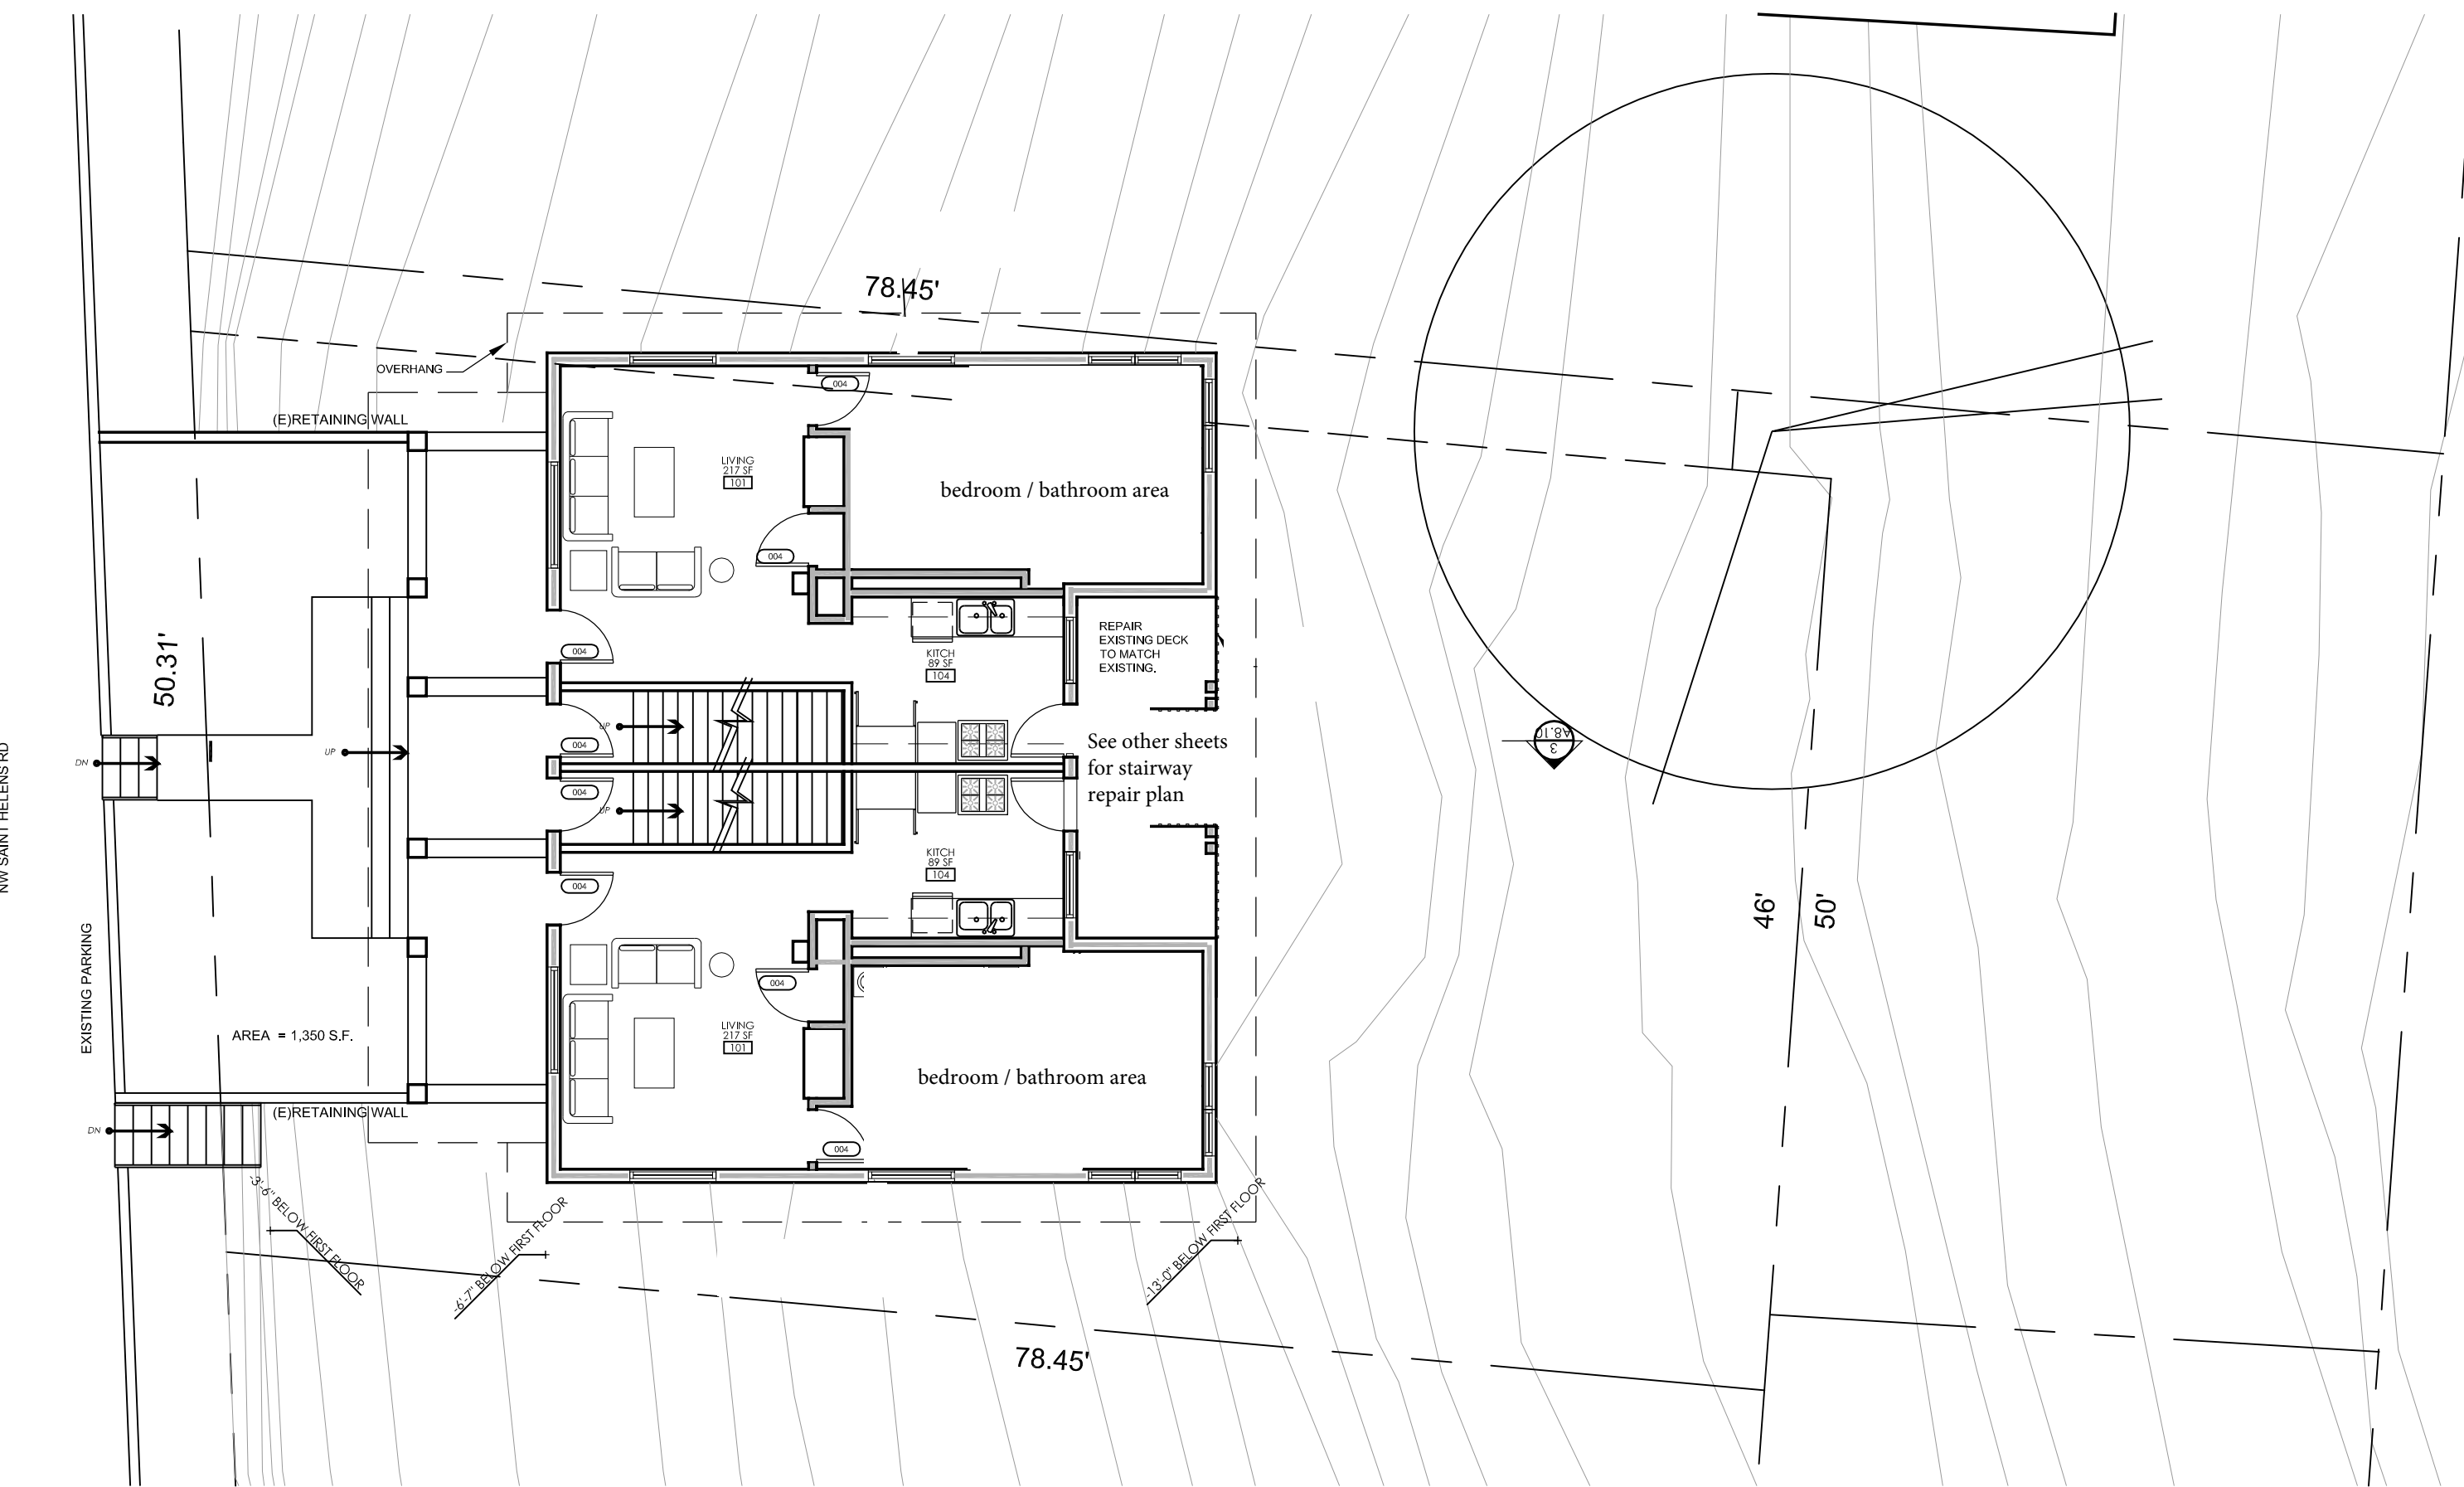 78.45'
OVERHANG
004
(E)RETAINING WALL
LIVING
217 SF
101
bedroom / bathroom area
004
REPAIR
EXISTING DECK
TO MATCH
EXISTING.
004
KITCH
89 SF
104
50.31'
UP
UP
004
See other sheets
for stairway
repair plan
A8.10
3
DN
NW SAINT HELENS RD
004
UP
KITCH
89 SF
104
004
46'
50'
EXISTING PARKING
004
AREA = 1,350 S.F.
LIVING
217 SF
101
bedroom / bathroom area
(E)RETAINING WALL
DN
004
-3'-6" BELOW FIRST FLOOR
-6'-7" BELOW FIRST FLOOR
-13'-0" BELOW FIRST FLOOR
78.45'